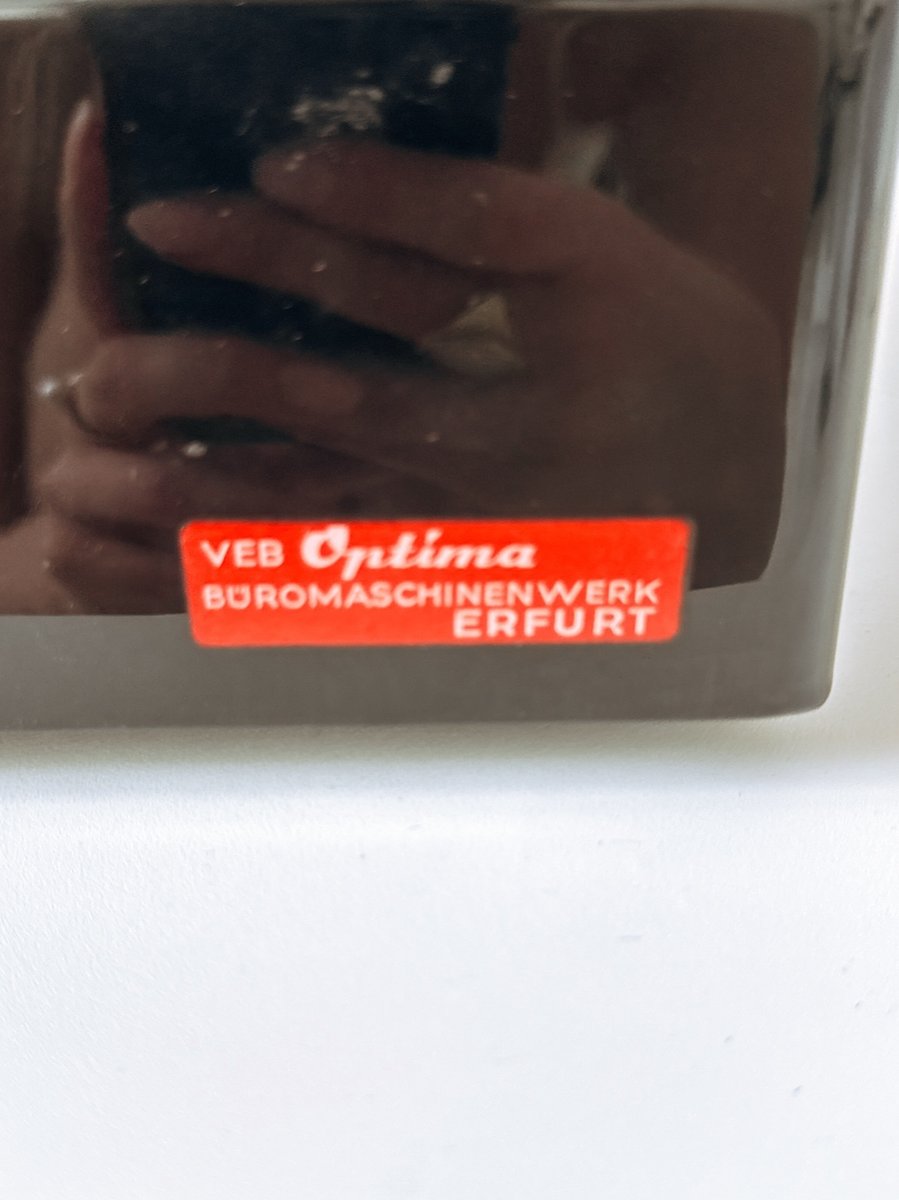 VEB Optima
BÜROMASCHINENWERK
ERFURT